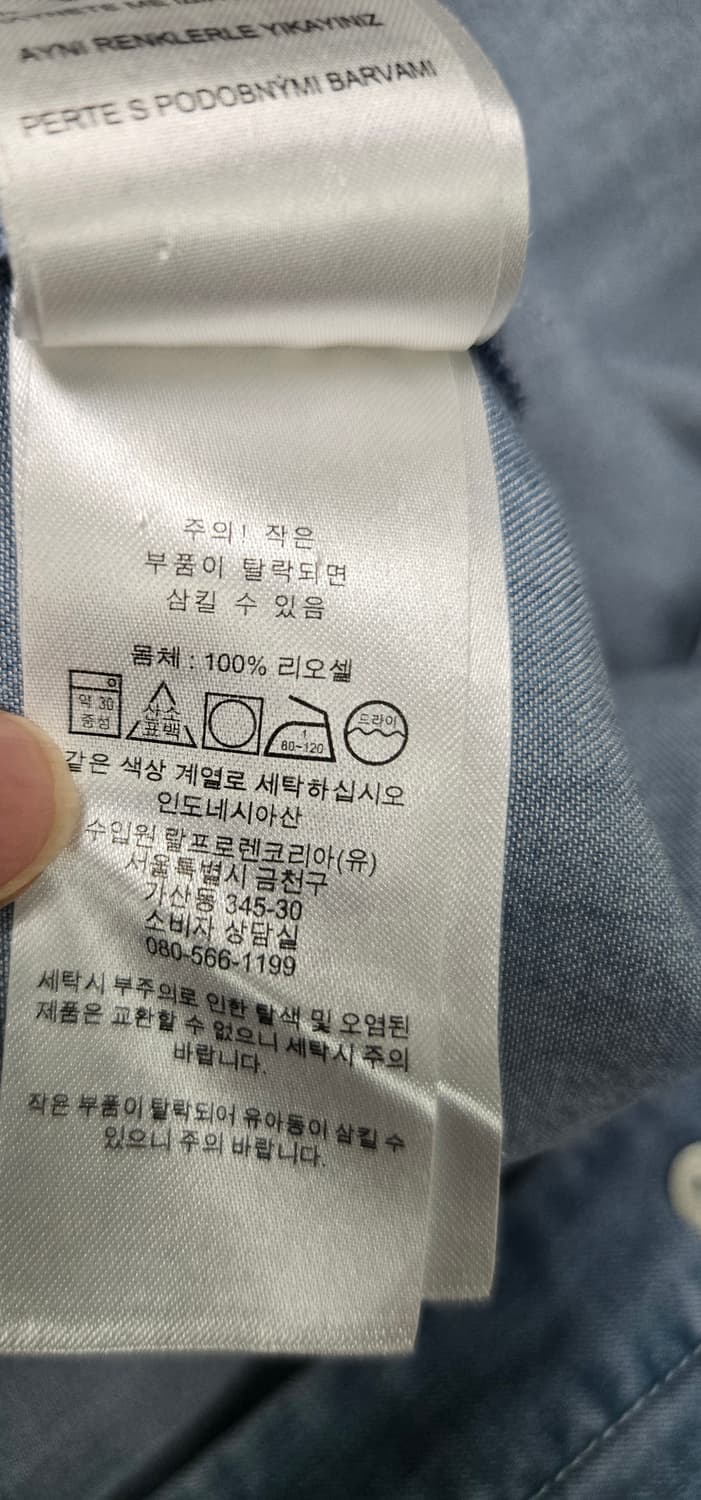 AYNI RENKLERLE YIKAYINIZ
PERTE S PODOBNÝMI BARVAMI
주의! 작은
부품이 탈락되면
삼킬 수 있음
몸체 : 100% 리오셀
약 30
중성
산소
표백
1
80~120
드라이
같은 색상 계열로 세탁하십시오
인도네시아산
수입원 랄프로렌코리아(유)
서울특별시 금천구
가산동 345-30
소비자 상담실
080-566-1199
세탁시 부주의로 인한 탈색 및 오염된
제품은 교환할 수 없으니 세탁시 주의
바랍니다.
작은 부품이 탈락되어 유아동이 삼킬 수
있으니 주의 바랍니다.